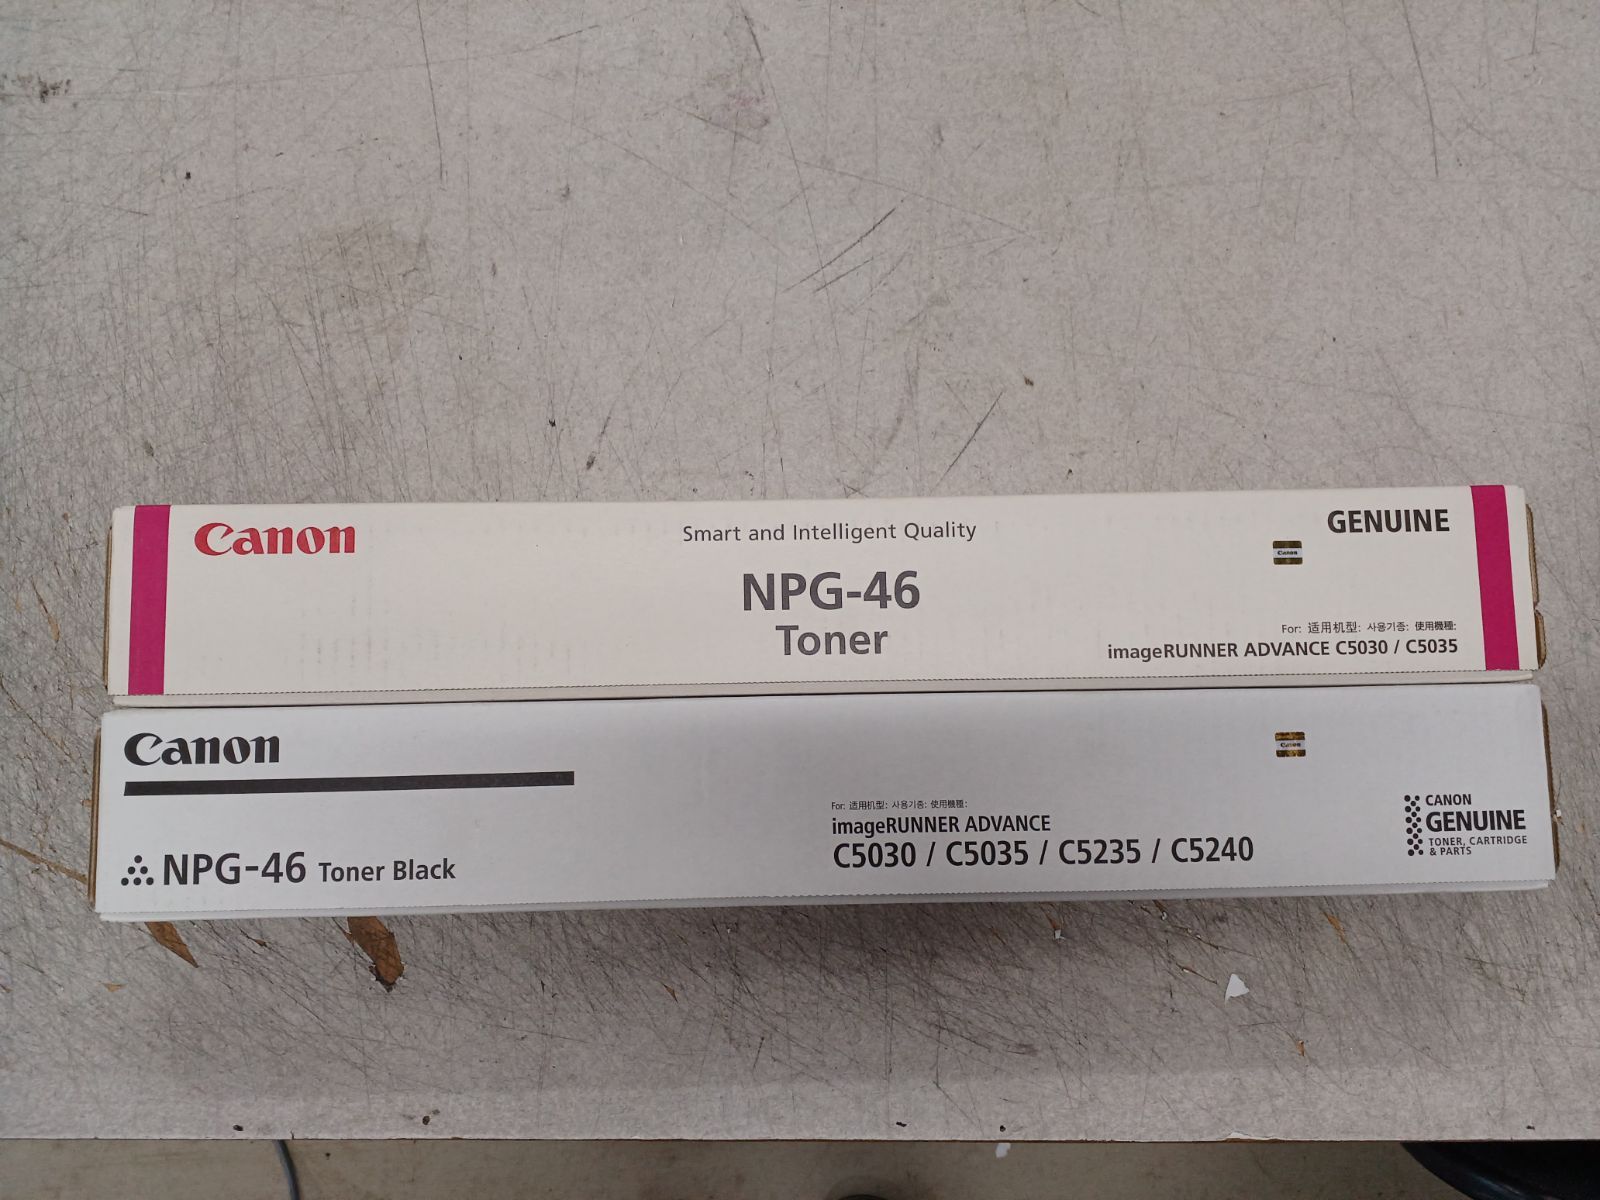 Canon
Smart and Intelligent Quality
GENUINE
Canon
NPG-46
Toner
For: 适用机型: 사용기종: 使用機種:
imageRUNNER ADVANCE C5030 / C5035
Canon
Canon
For: 适用机型: 사용기종: 使用機種:
imageRUNNER ADVANCE
C5030 / C5035 / C5235 / C5240
NPG-46 Toner Black
CANON
GENUINE
TONER, CARTRIDGE
& PARTS